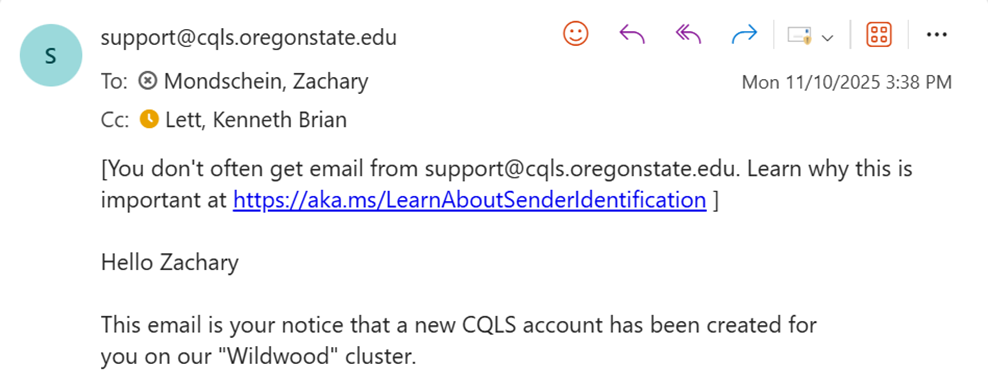 S
support@cqls.oregonstate.edu
To: Mondschein, Zachary
Mon 11/10/2025 3:38 PM
Cc: Lett, Kenneth Brian
[You don't often get email from support@cqls.oregonstate.edu. Learn why this is
important at https://aka.ms/LearnAboutSenderIdentification ]
Hello Zachary
This email is your notice that a new CQLS account has been created for
you on our "Wildwood" cluster.